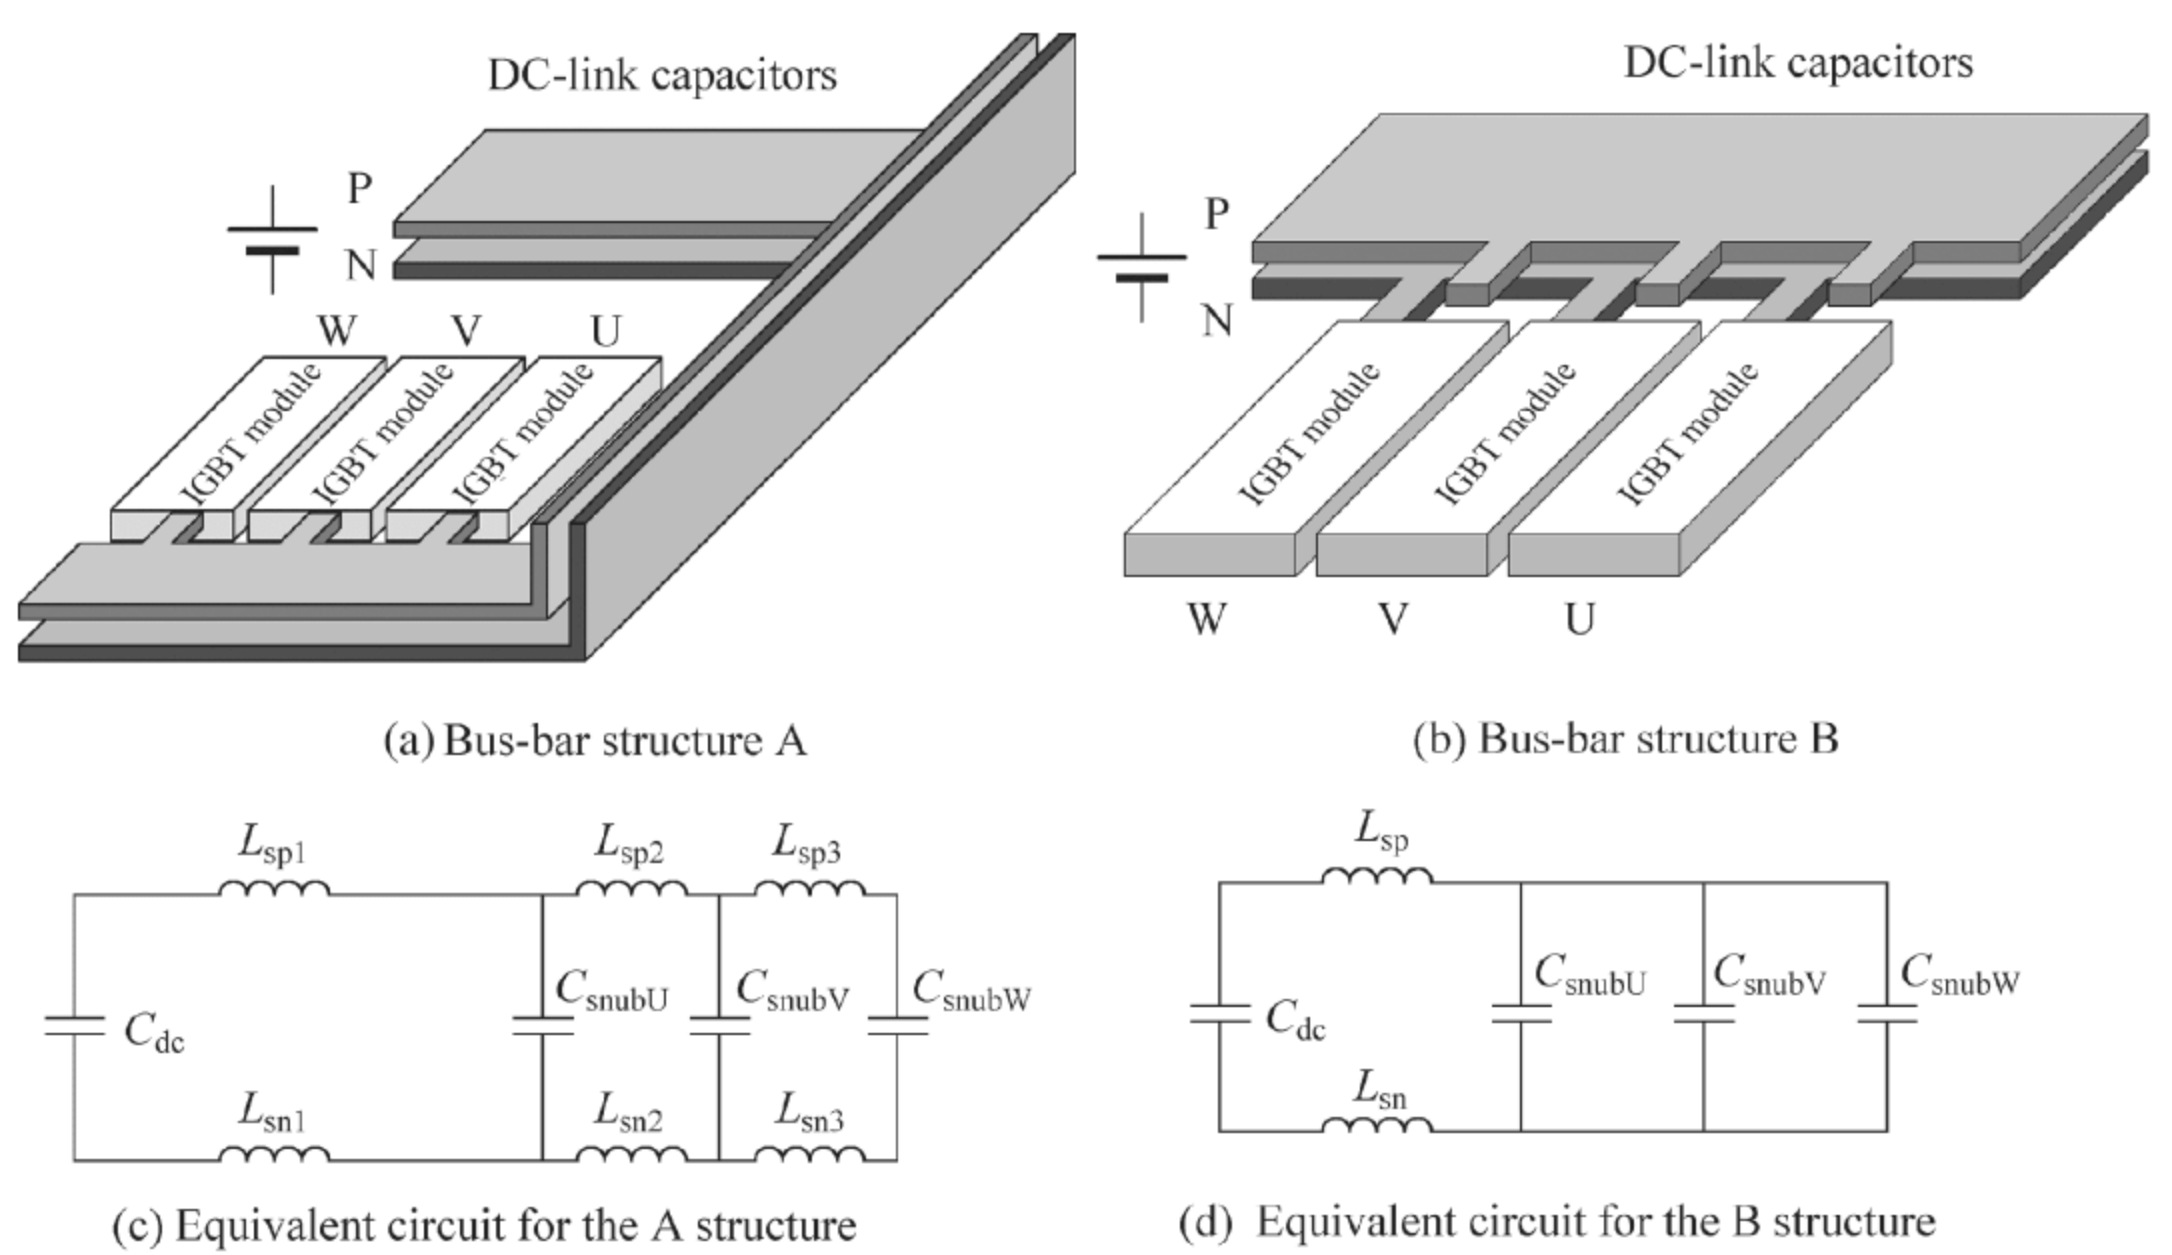 DC-link capacitors
P
N
W V U
IGBT module
IGBT module
IGBT module
(a) Bus-bar structure A
DC-link capacitors
P
N
IGBT module
IGBT module
IGBT module
W V U
(b) Bus-bar structure B
Lsp1 Lsp2 Lsp3
Cdc CsnubU CsnubV CsnubW
Lsn1 Lsn2 Lsn3
(c) Equivalent circuit for the A structure
Lsp
Cdc CsnubU CsnubV CsnubW
Lsn
(d) Equivalent circuit for the B structure